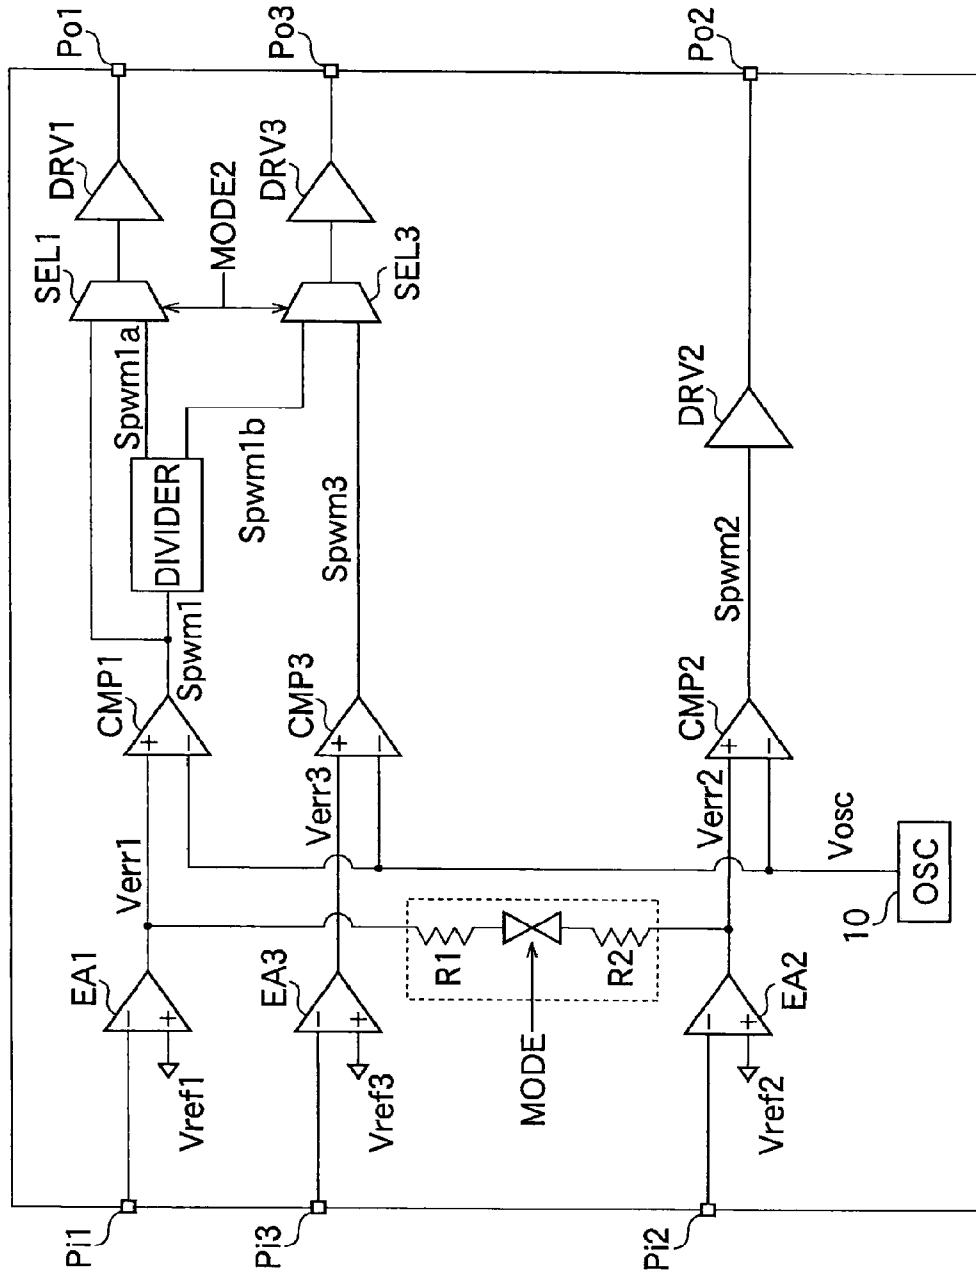 Pi1
Vref1
EA1
Verr1
CMP1
Spwm1
DIVIDER
Spwm1a
Spwm1b
SEL1
DRV1
Po1
MODE2
Pi3
Vref3
EA3
Verr3
CMP3
Spwm3
SEL3
DRV3
Po3
MODE
R1
R2
Pi2
Vref2
EA2
Verr2
CMP2
Spwm2
DRV2
Po2
Vosc
10
OSC
+
−
+
−
+
−
−
+
−
+
−
+